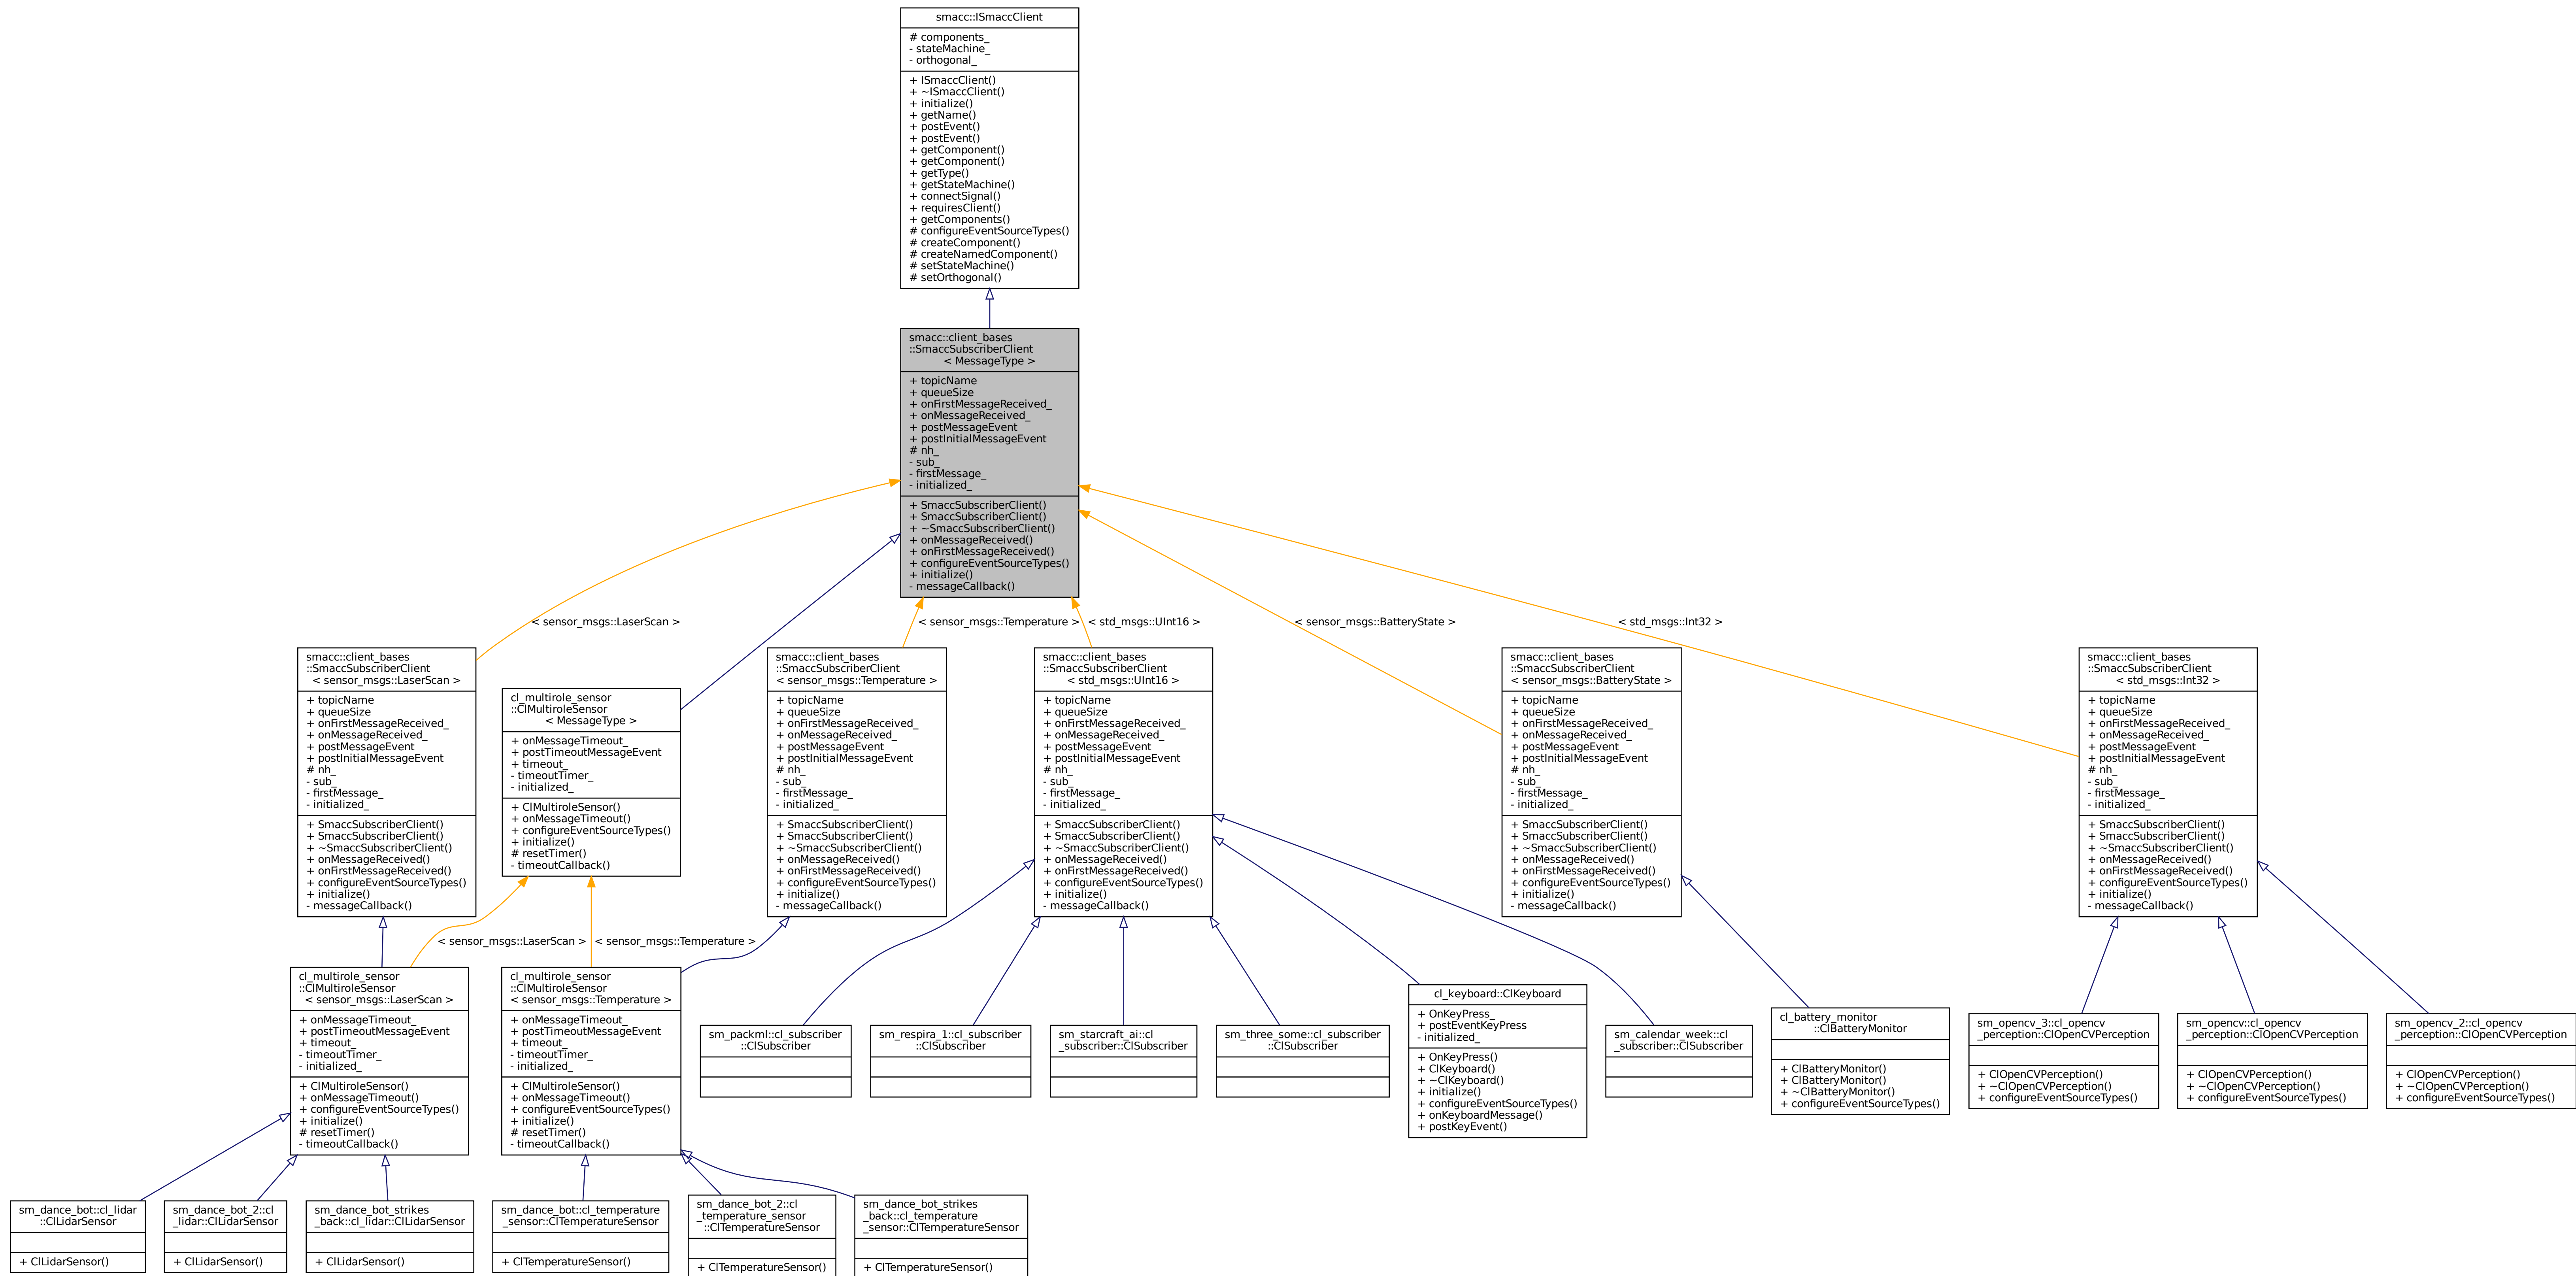 smacc::ISmaccClient
# components_
- stateMachine_
- orthogonal_
+ ISmaccClient()
+ ~ISmaccClient()
+ initialize()
+ getName()
+ postEvent()
+ postEvent()
+ getComponent()
+ getComponent()
+ getType()
+ getStateMachine()
+ connectSignal()
+ requiresClient()
+ getComponents()
# configureEventSourceTypes()
# createComponent()
# createNamedComponent()
# setStateMachine()
# setOrthogonal()
smacc::client_bases
::SmaccSubscriberClient
< MessageType >
+ topicName
+ queueSize
+ onFirstMessageReceived_
+ onMessageReceived_
+ postMessageEvent
+ postInitialMessageEvent
# nh_
- sub_
- firstMessage_
- initialized_
+ SmaccSubscriberClient()
+ SmaccSubscriberClient()
+ ~SmaccSubscriberClient()
+ onMessageReceived()
+ onFirstMessageReceived()
+ configureEventSourceTypes()
+ initialize()
- messageCallback()
< sensor_msgs::LaserScan >
< sensor_msgs::Temperature >
< std_msgs::UInt16 >
< sensor_msgs::BatteryState >
< std_msgs::Int32 >
smacc::client_bases
::SmaccSubscriberClient
< sensor_msgs::LaserScan >
+ topicName
+ queueSize
+ onFirstMessageReceived_
+ onMessageReceived_
+ postMessageEvent
+ postInitialMessageEvent
# nh_
- sub_
- firstMessage_
- initialized_
+ SmaccSubscriberClient()
+ SmaccSubscriberClient()
+ ~SmaccSubscriberClient()
+ onMessageReceived()
+ onFirstMessageReceived()
+ configureEventSourceTypes()
+ initialize()
- messageCallback()
cl_multirole_sensor
::ClMultiroleSensor
< MessageType >
+ onMessageTimeout_
+ postTimeoutMessageEvent
+ timeout_
- timeoutTimer_
- initialized_
+ ClMultiroleSensor()
+ onMessageTimeout()
+ configureEventSourceTypes()
+ initialize()
# resetTimer()
- timeoutCallback()
smacc::client_bases
::SmaccSubscriberClient
< sensor_msgs::Temperature >
+ topicName
+ queueSize
+ onFirstMessageReceived_
+ onMessageReceived_
+ postMessageEvent
+ postInitialMessageEvent
# nh_
- sub_
- firstMessage_
- initialized_
+ SmaccSubscriberClient()
+ SmaccSubscriberClient()
+ ~SmaccSubscriberClient()
+ onMessageReceived()
+ onFirstMessageReceived()
+ configureEventSourceTypes()
+ initialize()
- messageCallback()
smacc::client_bases
::SmaccSubscriberClient
< std_msgs::UInt16 >
+ topicName
+ queueSize
+ onFirstMessageReceived_
+ onMessageReceived_
+ postMessageEvent
+ postInitialMessageEvent
# nh_
- sub_
- firstMessage_
- initialized_
+ SmaccSubscriberClient()
+ SmaccSubscriberClient()
+ ~SmaccSubscriberClient()
+ onMessageReceived()
+ onFirstMessageReceived()
+ configureEventSourceTypes()
+ initialize()
- messageCallback()
smacc::client_bases
::SmaccSubscriberClient
< sensor_msgs::BatteryState >
+ topicName
+ queueSize
+ onFirstMessageReceived_
+ onMessageReceived_
+ postMessageEvent
+ postInitialMessageEvent
# nh_
- sub_
- firstMessage_
- initialized_
+ SmaccSubscriberClient()
+ SmaccSubscriberClient()
+ ~SmaccSubscriberClient()
+ onMessageReceived()
+ onFirstMessageReceived()
+ configureEventSourceTypes()
+ initialize()
- messageCallback()
smacc::client_bases
::SmaccSubscriberClient
< std_msgs::Int32 >
+ topicName
+ queueSize
+ onFirstMessageReceived_
+ onMessageReceived_
+ postMessageEvent
+ postInitialMessageEvent
# nh_
- sub_
- firstMessage_
- initialized_
+ SmaccSubscriberClient()
+ SmaccSubscriberClient()
+ ~SmaccSubscriberClient()
+ onMessageReceived()
+ onFirstMessageReceived()
+ configureEventSourceTypes()
+ initialize()
- messageCallback()
< sensor_msgs::LaserScan >
< sensor_msgs::Temperature >
cl_multirole_sensor
::ClMultiroleSensor
< sensor_msgs::LaserScan >
+ onMessageTimeout_
+ postTimeoutMessageEvent
+ timeout_
- timeoutTimer_
- initialized_
+ ClMultiroleSensor()
+ onMessageTimeout()
+ configureEventSourceTypes()
+ initialize()
# resetTimer()
- timeoutCallback()
cl_multirole_sensor
::ClMultiroleSensor
< sensor_msgs::Temperature >
+ onMessageTimeout_
+ postTimeoutMessageEvent
+ timeout_
- timeoutTimer_
- initialized_
+ ClMultiroleSensor()
+ onMessageTimeout()
+ configureEventSourceTypes()
+ initialize()
# resetTimer()
- timeoutCallback()
sm_packml::cl_subscriber
::ClSubscriber
sm_respira_1::cl_subscriber
::ClSubscriber
sm_starcraft_ai::cl
_subscriber::ClSubscriber
sm_three_some::cl_subscriber
::ClSubscriber
cl_keyboard::ClKeyboard
+ OnKeyPress_
+ postEventKeyPress
- initialized_
+ OnKeyPress()
+ ClKeyboard()
+ ~ClKeyboard()
+ initialize()
+ configureEventSourceTypes()
+ onKeyboardMessage()
+ postKeyEvent()
sm_calendar_week::cl
_subscriber::ClSubscriber
cl_battery_monitor
::ClBatteryMonitor
+ ClBatteryMonitor()
+ ClBatteryMonitor()
+ ~ClBatteryMonitor()
+ configureEventSourceTypes()
sm_opencv_3::cl_opencv
_perception::ClOpenCVPerception
+ ClOpenCVPerception()
+ ~ClOpenCVPerception()
+ configureEventSourceTypes()
sm_opencv::cl_opencv
_perception::ClOpenCVPerception
+ ClOpenCVPerception()
+ ~ClOpenCVPerception()
+ configureEventSourceTypes()
sm_opencv_2::cl_opencv
_perception::ClOpenCVPerception
+ ClOpenCVPerception()
+ ~ClOpenCVPerception()
+ configureEventSourceTypes()
sm_dance_bot::cl_lidar
::ClLidarSensor
+ ClLidarSensor()
sm_dance_bot_2::cl
_lidar::ClLidarSensor
+ ClLidarSensor()
sm_dance_bot_strikes
_back::cl_lidar::ClLidarSensor
+ ClLidarSensor()
sm_dance_bot::cl_temperature
_sensor::ClTemperatureSensor
+ ClTemperatureSensor()
sm_dance_bot_2::cl
_temperature_sensor
::ClTemperatureSensor
+ ClTemperatureSensor()
sm_dance_bot_strikes
_back::cl_temperature
_sensor::ClTemperatureSensor
+ ClTemperatureSensor()